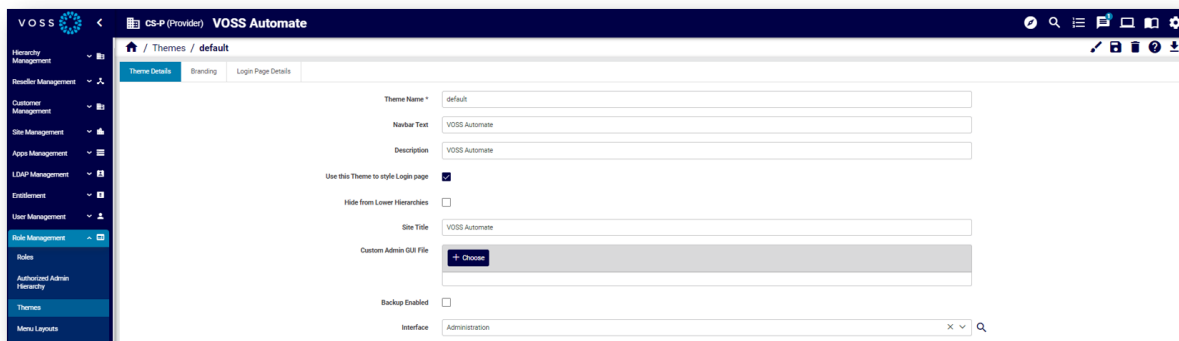 VOSS
CS-P (Provider) VOSS Automate
1
Hierarchy
Management
Reseller Management
Customer
Management
Site Management
Apps Management
LDAP Management
Entitlement
User Management
Role Management
Roles
Authorized Admin
Hierarchy
Themes
Menu Layouts
/ Themes / default
Theme Details Branding Login Page Details
Theme Name * default
Navbar Text VOSS Automate
Description VOSS Automate
Use this Theme to style Login page
Hide from Lower Hierarchies
Site Title VOSS Automate
Custom Admin GUI File
+ Choose
Backup Enabled
Interface Administration